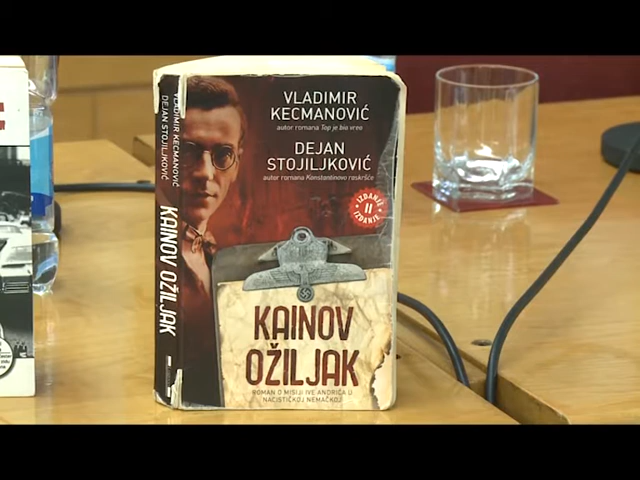 VLADIMIR
KECMANOVIĆ
autor romana Top je bio vreo
DEJAN
STOJILJKOVIĆ
autor romana Konstantinovo raskršće
IZDANJE
II
IZDANJE
KAINOV
OŽILJAK
ROMAN O MISIJI IVE ANDRIĆA U
NACISTIČKOJ NEMAČKOJ
VLADIMIR KECMANOVIĆ
DEJAN STOJILJKOVIĆ
KAINOV OŽILJAK